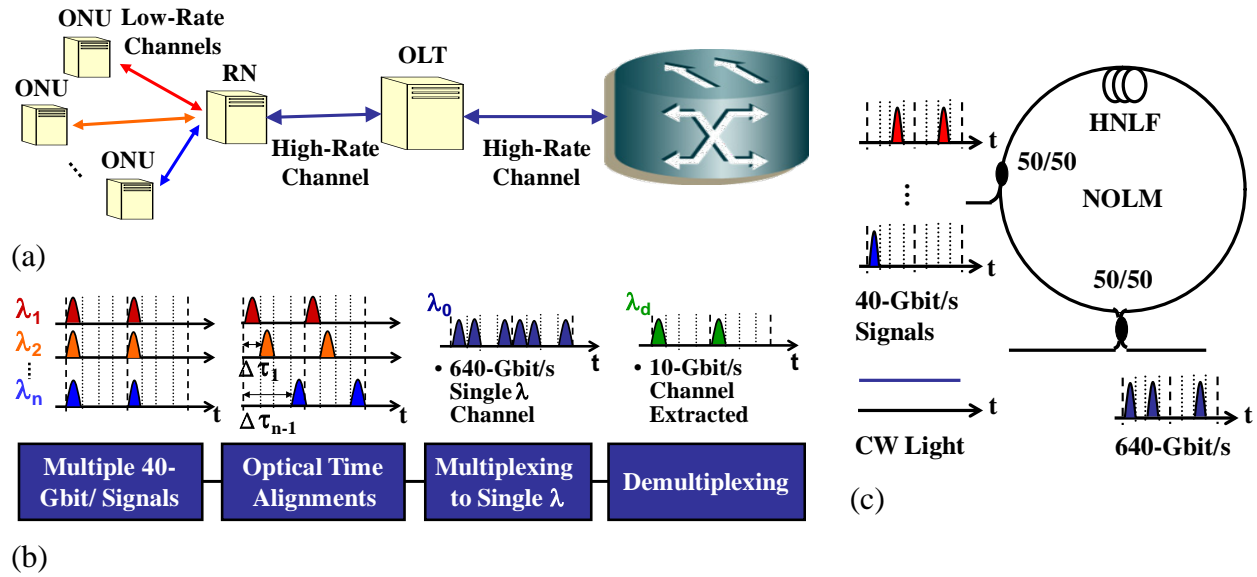 ONU
Low-Rate
Channels
ONU
ONU
RN
OLT
High-Rate
Channel
High-Rate
Channel
(a)
λ1
λ2
λn
t
Δ τ1
Δ τn-1
t
λ0
t
• 640-Gbit/s
Single λ
Channel
λd
t
• 10-Gbit/s
Channel
Extracted
Multiple 40-
Gbit/ Signals
Optical Time
Alignments
Multiplexing
to Single λ
Demultiplexing
(b)
t
HNLF
50/50
NOLM
t
50/50
40-Gbit/s
Signals
t
CW Light
t
640-Gbit/s
(c)